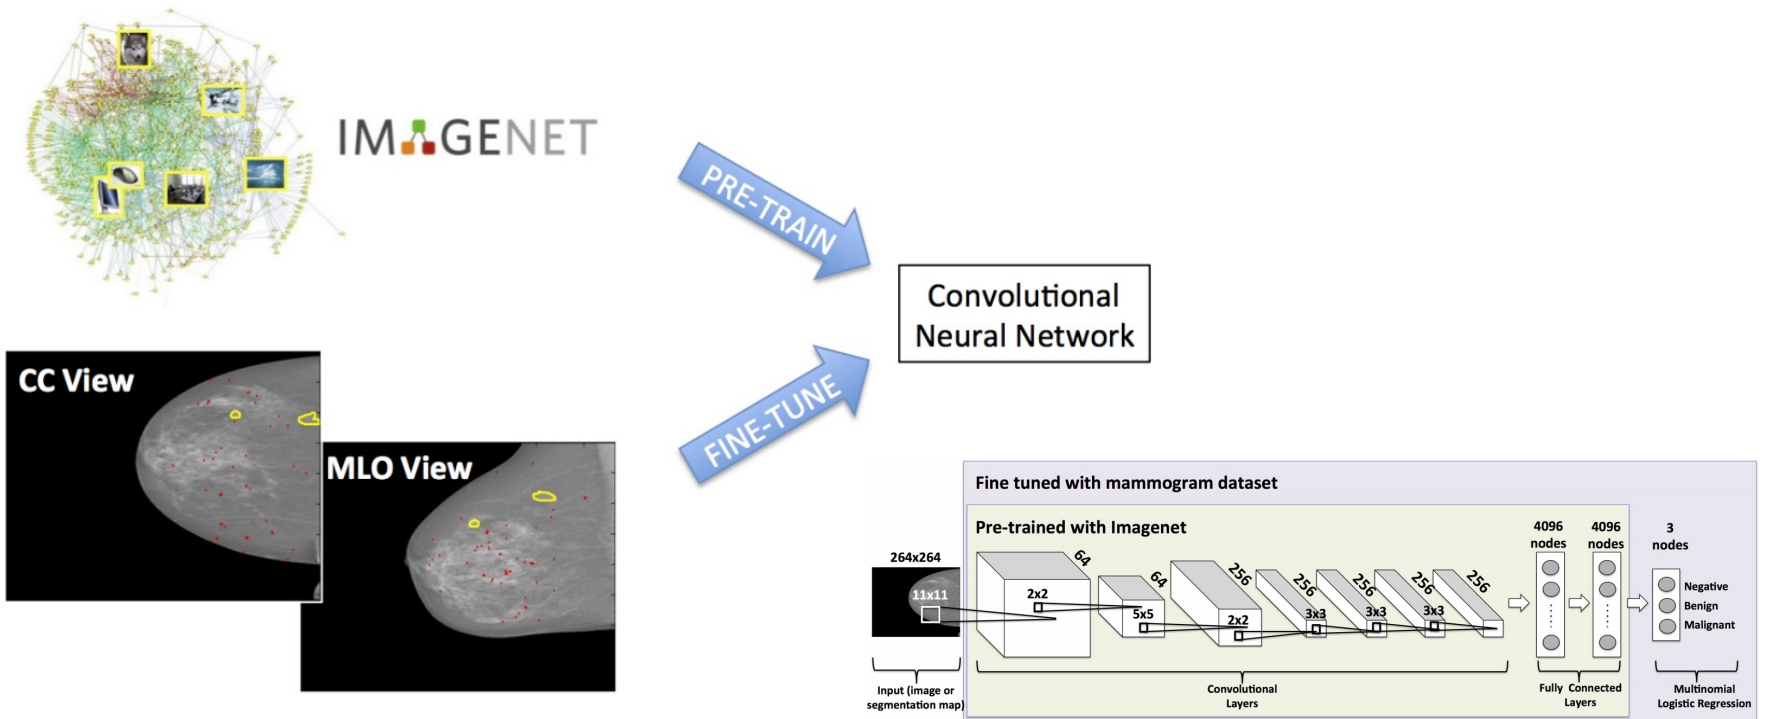 IMAGENET
PRE-TRAIN
Convolutional
Neural Network
FINE-TUNE
CC View
MLO View
Fine tuned with mammogram dataset
Pre-trained with Imagenet
264x264
11x11
2x2
64
5x5
64
2x2
256
3x3
256
3x3
256
3x3
256
256
4096
nodes
4096
nodes
3
nodes
Negative
Benign
Malignant
Input (image or
segmentation map)
Convolutional
Layers
Fully Connected
Layers
Multinomial
Logistic Regression